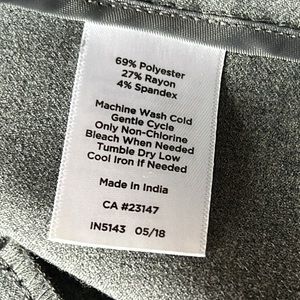 69% Polyester
27% Rayon
4% Spandex
Machine Wash Cold
Gentle Cycle
Only Non-Chlorine
Bleach When Needed
Tumble Dry Low
Cool Iron If Needed
Made In India
CA #23147
IN5143 05/18